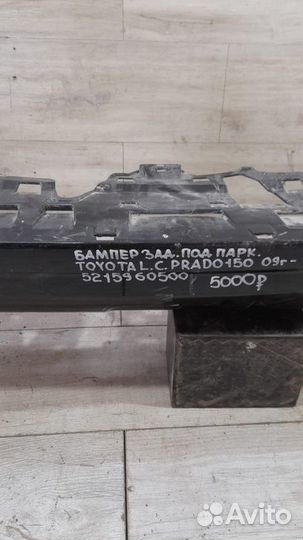 БАМПЕР ЗАД. ПОД ПАРК.
TOYOTA L.C. PRADO 150 09г-
5215960500 5000₽
Avito